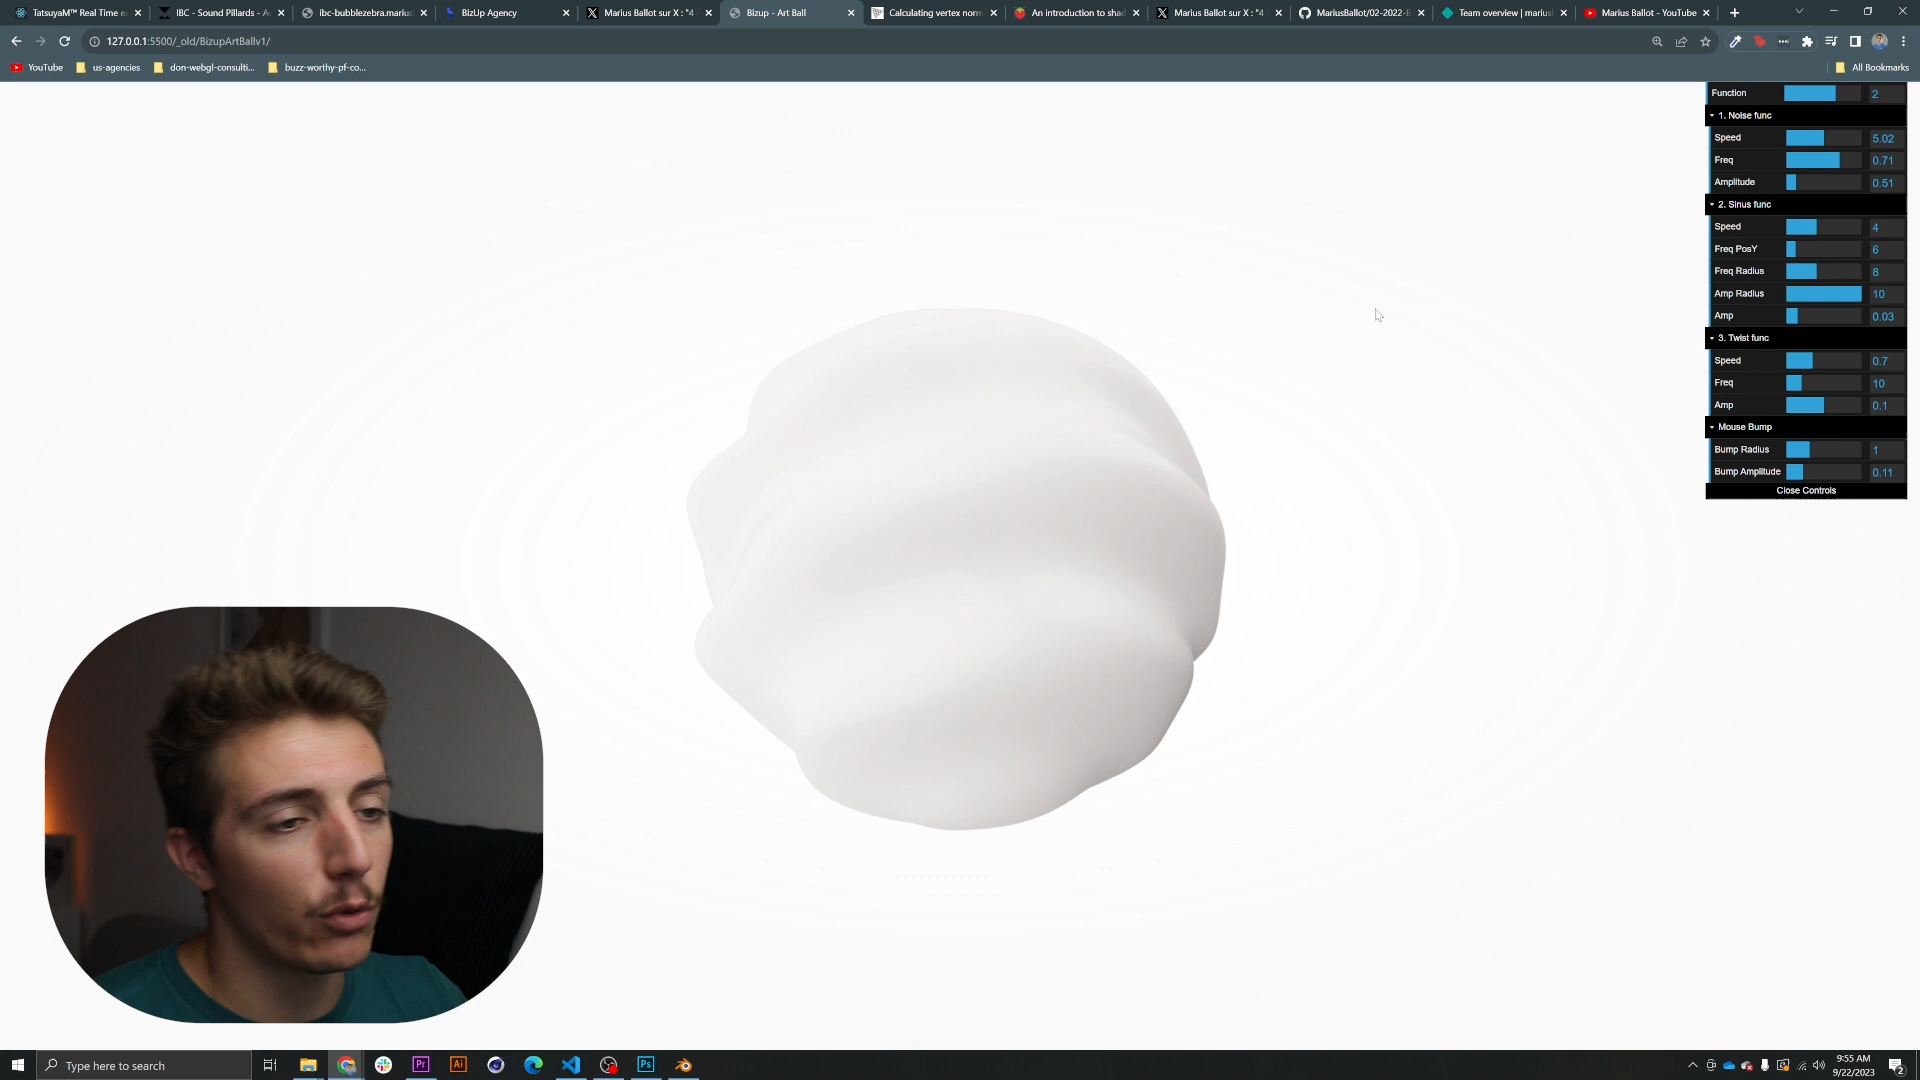 TatsuyaM™ Real Time e
IBC - Sound Pillards - A
ibc-bubblezebra.marius
BizUp Agency
Marius Ballot sur X : "4
Bizup - Art Ball
Calculating vertex norm
An introduction to shad
Marius Ballot sur X : "4
MariusBallot/02-2022-B
Team overview | marius
Marius Ballot - YouTube
127.0.0.1:5500/_old/BizupArtBallv1/
YouTube
us-agencies
don-webgl-consulti...
buzz-worthy-pf-co...
All Bookmarks
Function 2
1. Noise func
Speed 5.02
Freq 0.71
Amplitude 0.51
2. Sinus func
Speed 4
Freq PosY 6
Freq Radius 8
Amp Radius 10
Amp 0.03
3. Twist func
Speed 0.7
Freq 10
Amp 0.1
Mouse Bump
Bump Radius 1
Bump Amplitude 0.11
Close Controls
Type here to search
Pr
Ai
Ps
9:55 AM
9/22/2023
2